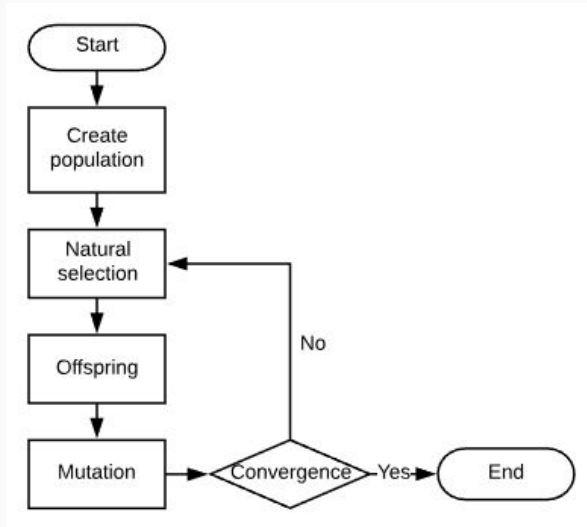 Start
Create
population
Natural
selection
No
Offspring
Mutation
Convergence
Yes
End